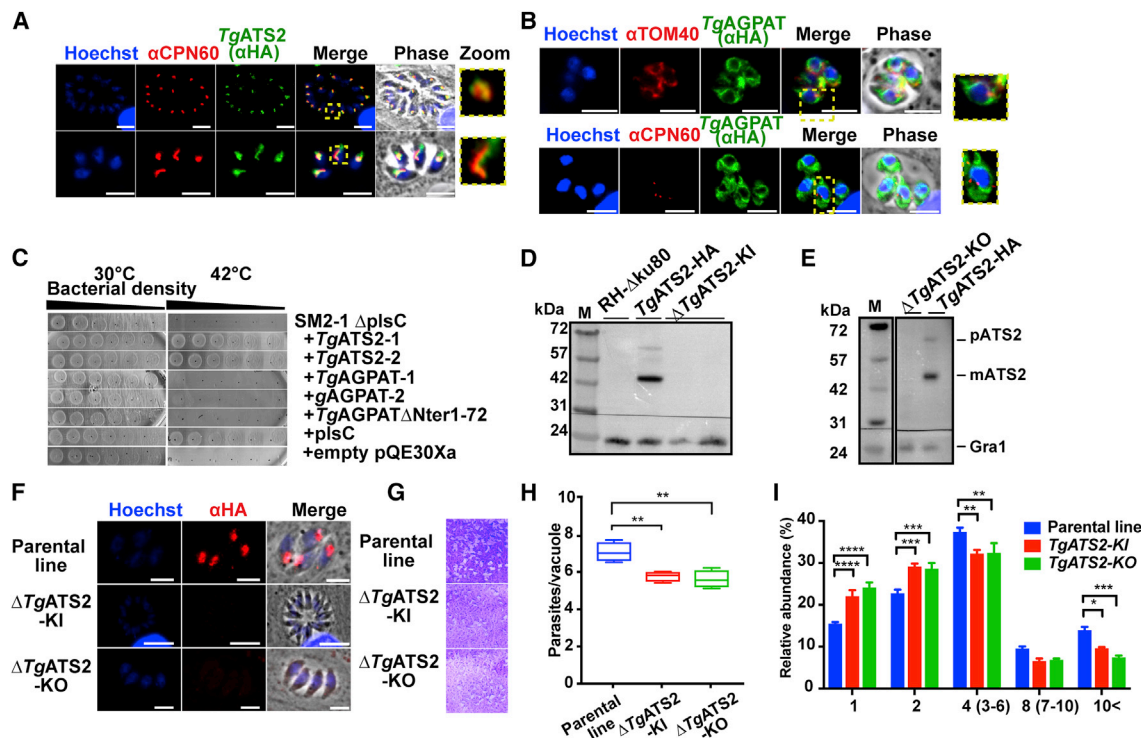 A
Hoechst αCPN60 TgATS2 (αHA) Merge Phase Zoom
B
Hoechst αTOM40 TgAGPAT (αHA) Merge Phase
Hoechst αCPN60 TgAGPAT (αHA) Merge Phase
C
30°C 42°C
Bacterial density
SM2-1 ΔplsC
+TgATS2-1
+TgATS2-2
+TgAGPAT-1
+gAGPAT-2
+TgAGPATΔNter1-72
+plsC
+empty pQE30Xa
D
kDa M RH-Δku80 TgATS2-HA ΔTgATS2-KI
72
57
42
31
24
E
kDa M ΔTgATS2-KO TgATS2-HA
72
57
42
31
24
pATS2
mATS2
Gra1
F
Hoechst αHA Merge
Parental line
ΔTgATS2 -KI
ΔTgATS2 -KO
G
Parental line
ΔTgATS2 -KI
ΔTgATS2 -KO
H
Parasites/vacuole
10
8
6
4
2
0
** **
Parental line ΔTgATS2 -KI ΔTgATS2 -KO
I
Relative abundance (%)
40
30
20
10
0
**** ****
*** ***
** **
* ***
Parental line
TgATS2-KI
TgATS2-KO
1 2 4 (3-6) 8 (7-10) 10<